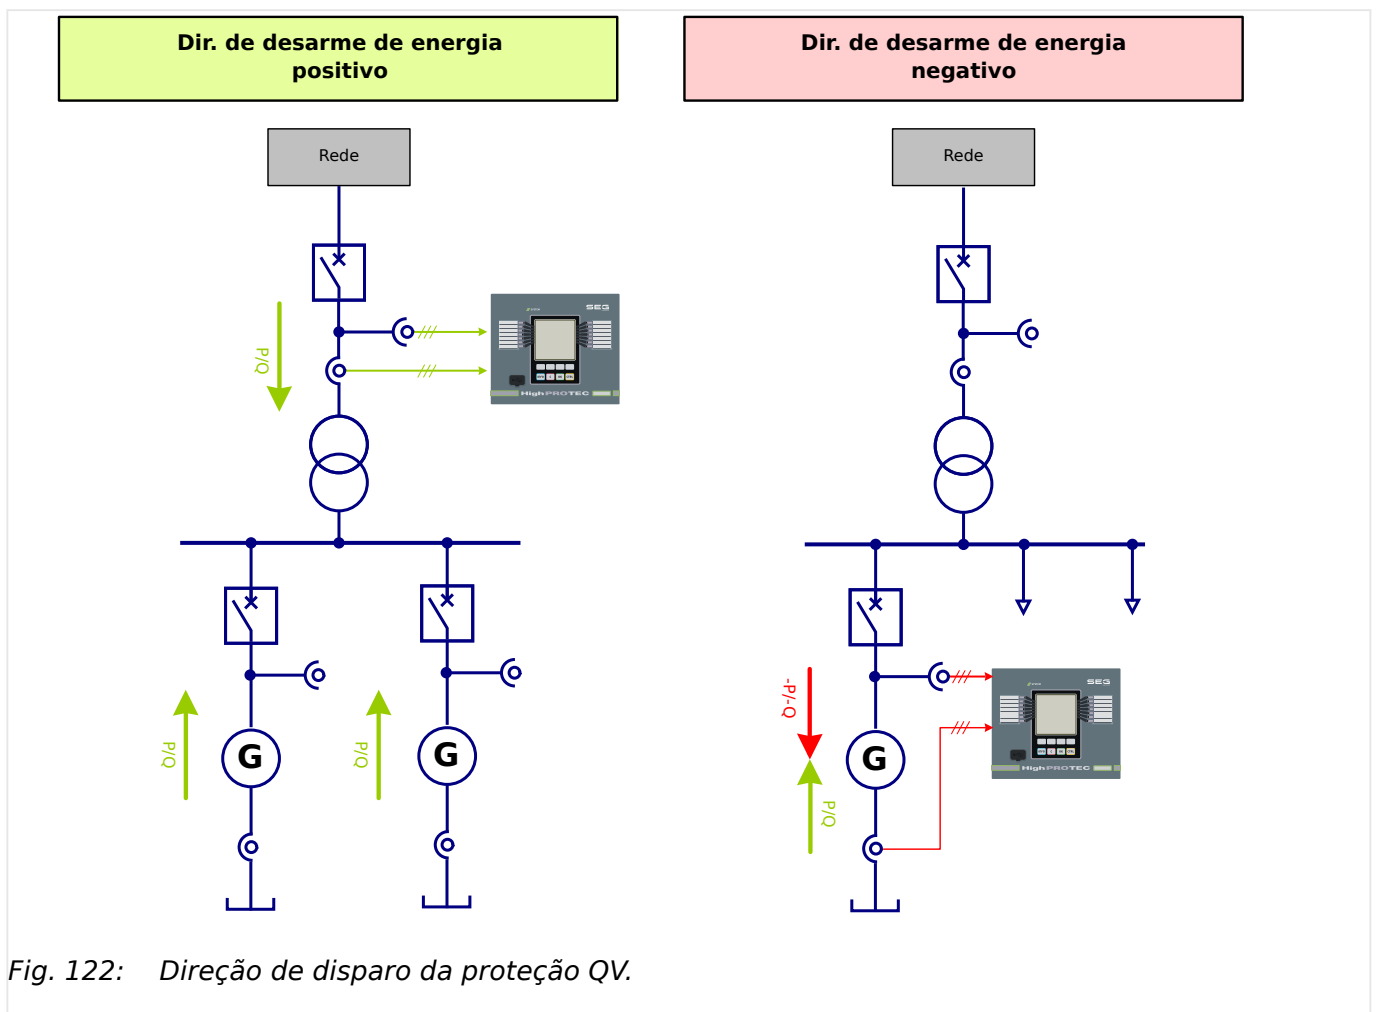 Dir. de desarme de energia
positivo
Dir. de desarme de energia
negativo
Rede
Rede
SEG
P/Q
HighPROTEC
P/Q
G
P/Q
G
-P/-Q
P/Q
G
SEG
HighPROTEC
Fig. 122: Direção de disparo da proteção QV.